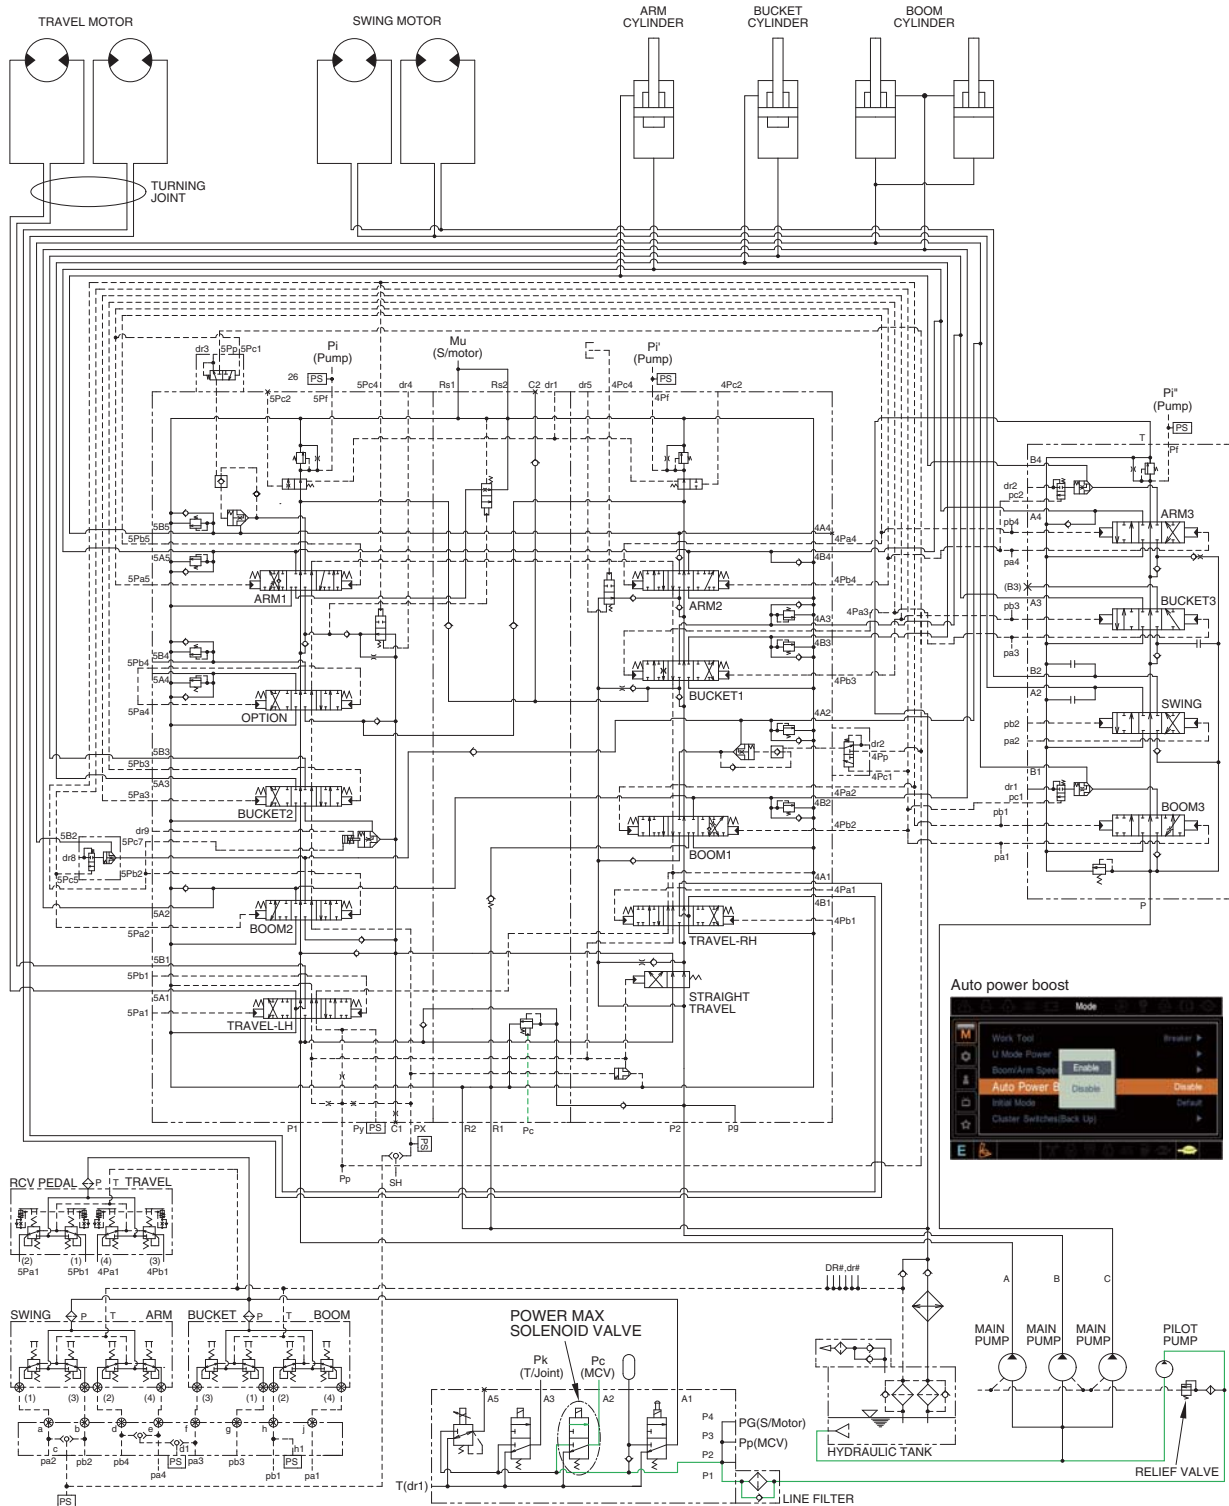 TRAVEL MOTOR
SWING MOTOR
ARM
CYLINDER
BUCKET
CYLINDER
BOOM
CYLINDER
TURNING
JOINT
dr3
5Pp
5Pc1
Pi
(Pump)
Mu
(S/motor)
Pi'
(Pump)
26
PS
PS
5Pc2
5Pf
5Pc4
dr4
Rs1
Rs2
C2
dr1
dr5
4Pc4
4Pf
4Pc2
Pi"
(Pump)
PS
T
Pf
B4
dr2
pc2
A4
ARM3
pb4
pa4
(B3)
A3
BUCKET3
pb3
pa3
B2
A2
SWING
pb2
pa2
B1
dr1
pc1
BOOM3
pb1
pa1
P
5B5
5Pb5
5A5
5Pa5
ARM1
4A4
4Pa4
4B4
4Pb4
ARM2
4Pa3
4A3
4B3
4Pb3
BUCKET1
5B4
5Pb4
5A4
5Pa4
OPTION
4A2
dr2
4Pp
4Pc1
5B3
5Pb3
5A3
5Pa3
BUCKET2
4Pa2
4B2
4Pb2
BOOM1
dr9
5B2
5Pc7
dr8
5Pc5
5Pb2
5A2
5Pa2
BOOM2
4A1
4Pa1
4B1
4Pb1
TRAVEL-RH
5B1
5Pb1
5A1
5Pa1
TRAVEL-LH
STRAIGHT
TRAVEL
P1
Py
PS
C1
PX
PS
R2
R1
Pc
P2
pg
Pp
SH
Auto power boost
Mode
M
Work Tool
Breaker
U Mode Power
Boom/Arm Spee
Enable
Auto Power B
Disable
Disable
Initial Mode
Default
Cluster Switches(Back Up)
E
RCV PEDAL
P
T
TRAVEL
(2)
(1)
(4)
(3)
5Pa1
5Pb1
4Pa1
4Pb1
SWING
P
T
ARM
BUCKET
P
T
BOOM
(1)
(3)
(2)
(4)
(3)
(1)
(2)
(4)
a
b
d
e
f
g
h
j
c
d1
h1
PS
PS
pa2
pb2
pb4
pa4
pa3
pb3
pb1
pa1
PS
POWER MAX
SOLENOID VALVE
Pk
(T/Joint)
Pc
(MCV)
A5
A3
A2
A1
P4
PG(S/Motor)
P3
Pp(MCV)
P2
P1
T(dr1)
LINE FILTER
DR#,dr#
HYDRAULIC TANK
A
B
C
MAIN
PUMP
MAIN
PUMP
MAIN
PUMP
PILOT
PUMP
RELIEF VALVE